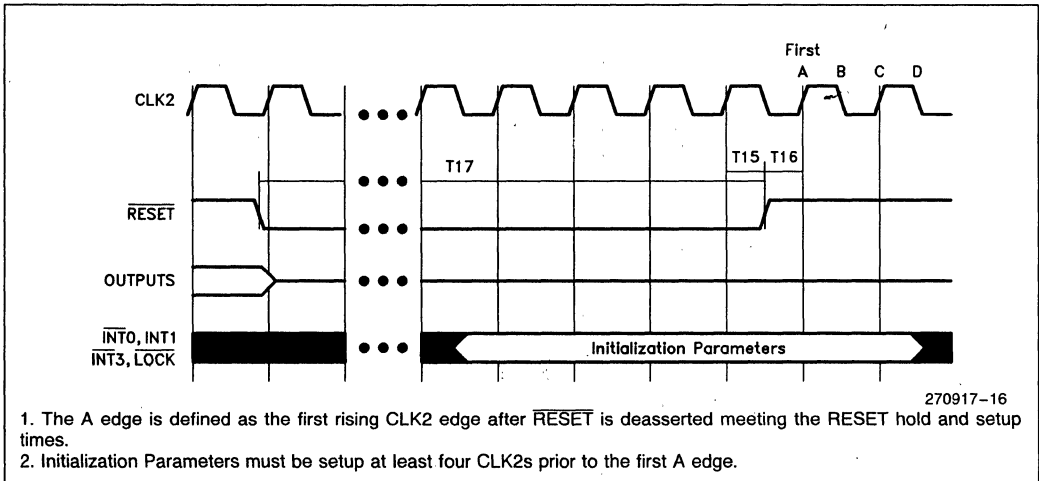 First
A B C D
CLK2
T15 T16
T17
RESET
OUTPUTS
INT0, INT1
INT3, LOCK
Initialization Parameters
270917–16
1. The A edge is defined as the first rising CLK2 edge after RESET is deasserted meeting the RESET hold and setup
times.
2. Initialization Parameters must be setup at least four CLK2s prior to the first A edge.